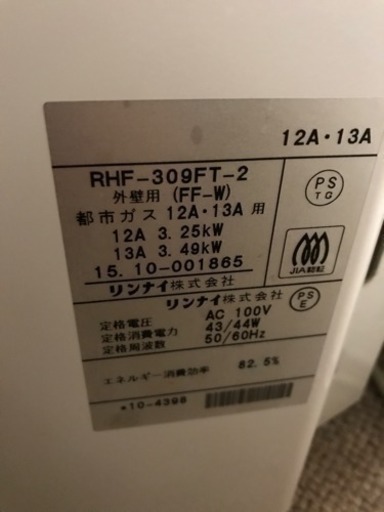 12A・13A
RHF-309FT-2
外壁用 (FF-W)
都市ガス 12A・13A 用
12A 3.25kW
13A 3.49kW
15.10-001865
リンナイ株式会社
PS
TG
JIA認証
リンナイ株式会社
PS
E
定格電圧 AC 100V
定格消費電力 43/44W
定格周波数 50/60Hz
エネルギー消費効率 82.5%
*10-4398